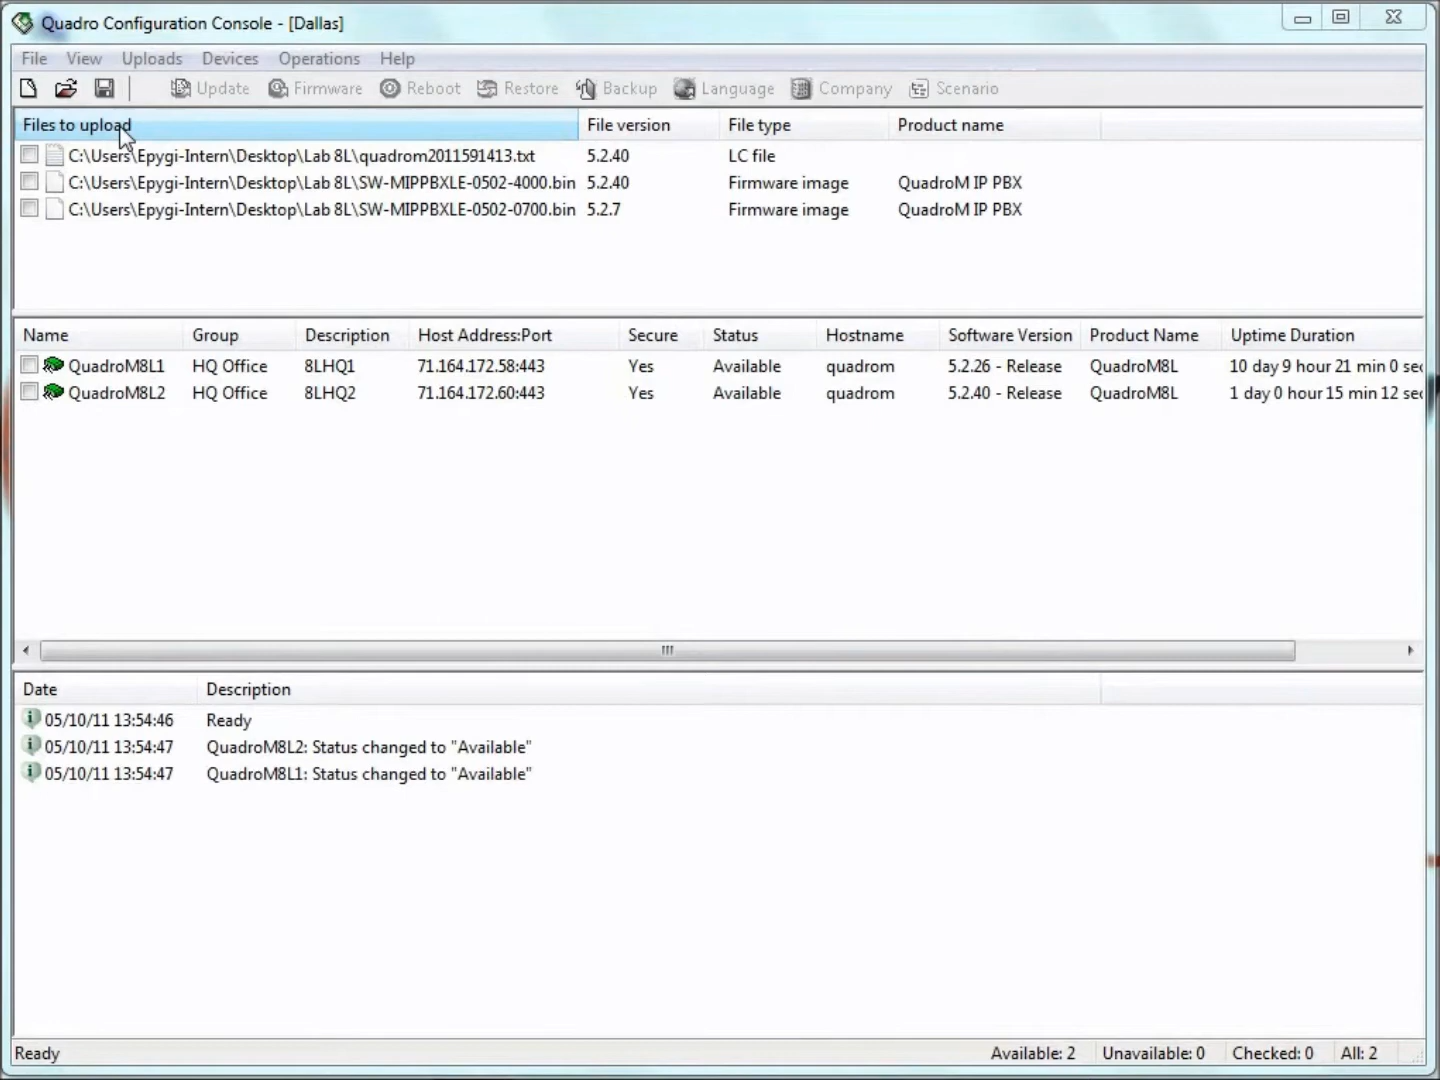 Quadro Configuration Console - [Dallas]
File View Uploads Devices Operations Help
Update Firmware Reboot Restore Backup Language Company Scenario
Files to upload File version File type Product name
C:\Users\Epygi-Intern\Desktop\Lab 8L\quadrom2011591413.txt 5.2.40 LC file
C:\Users\Epygi-Intern\Desktop\Lab 8L\SW-MIPPBXLE-0502-4000.bin 5.2.40 Firmware image QuadroM IP PBX
C:\Users\Epygi-Intern\Desktop\Lab 8L\SW-MIPPBXLE-0502-0700.bin 5.2.7 Firmware image QuadroM IP PBX
Name Group Description Host Address:Port Secure Status Hostname Software Version Product Name Uptime Duration
QuadroM8L1 HQ Office 8LHQ1 71.164.172.58:443 Yes Available quadrom 5.2.26 - Release QuadroM8L 10 day 9 hour 21 min 0 sec
QuadroM8L2 HQ Office 8LHQ2 71.164.172.60:443 Yes Available quadrom 5.2.40 - Release QuadroM8L 1 day 0 hour 15 min 12 sec
Date Description
05/10/11 13:54:46 Ready
05/10/11 13:54:47 QuadroM8L2: Status changed to "Available"
05/10/11 13:54:47 QuadroM8L1: Status changed to "Available"
Ready Available: 2 Unavailable: 0 Checked: 0 All: 2